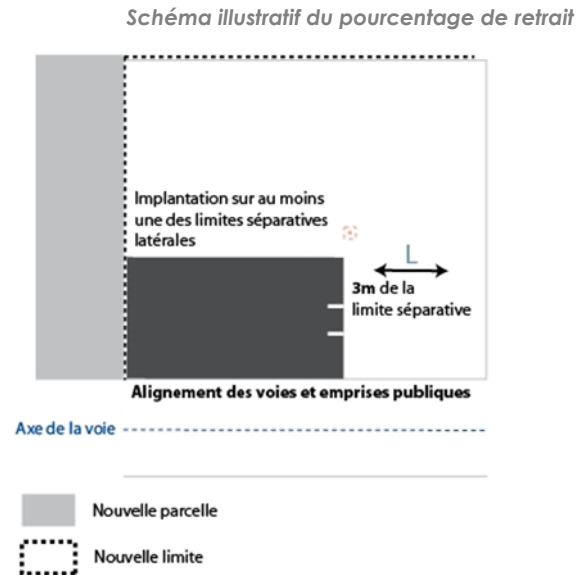 Schéma illustratif du pourcentage de retrait
Implantation sur au moins
une des limites séparatives
latérales
L
3m de la
limite séparative
Alignement des voies et emprises publiques
Axe de la voie
Nouvelle parcelle
Nouvelle limite